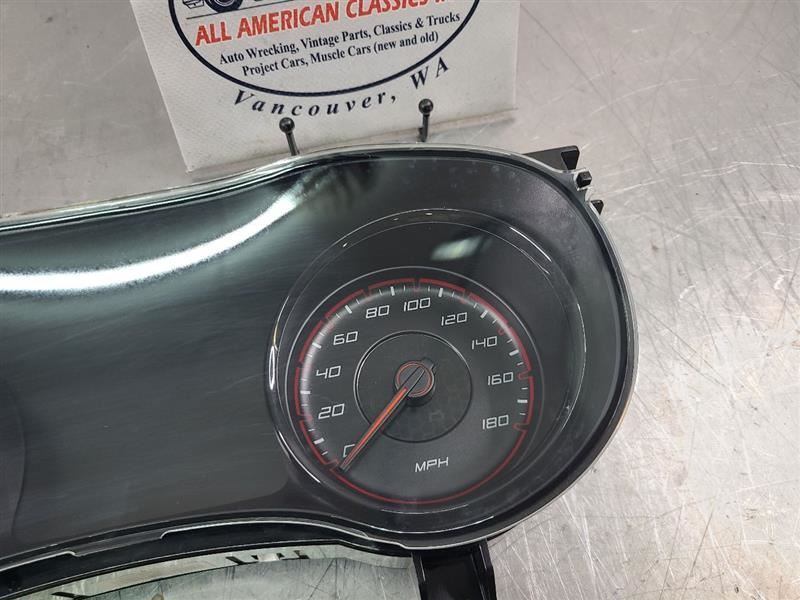 ALL AMERICAN CLASSICS
Auto Wrecking, Vintage Parts, Classics & Trucks
Project Cars, Muscle Cars (new and old)
Vancouver, WA
0
20
40
60
80
100
120
140
160
180
MPH